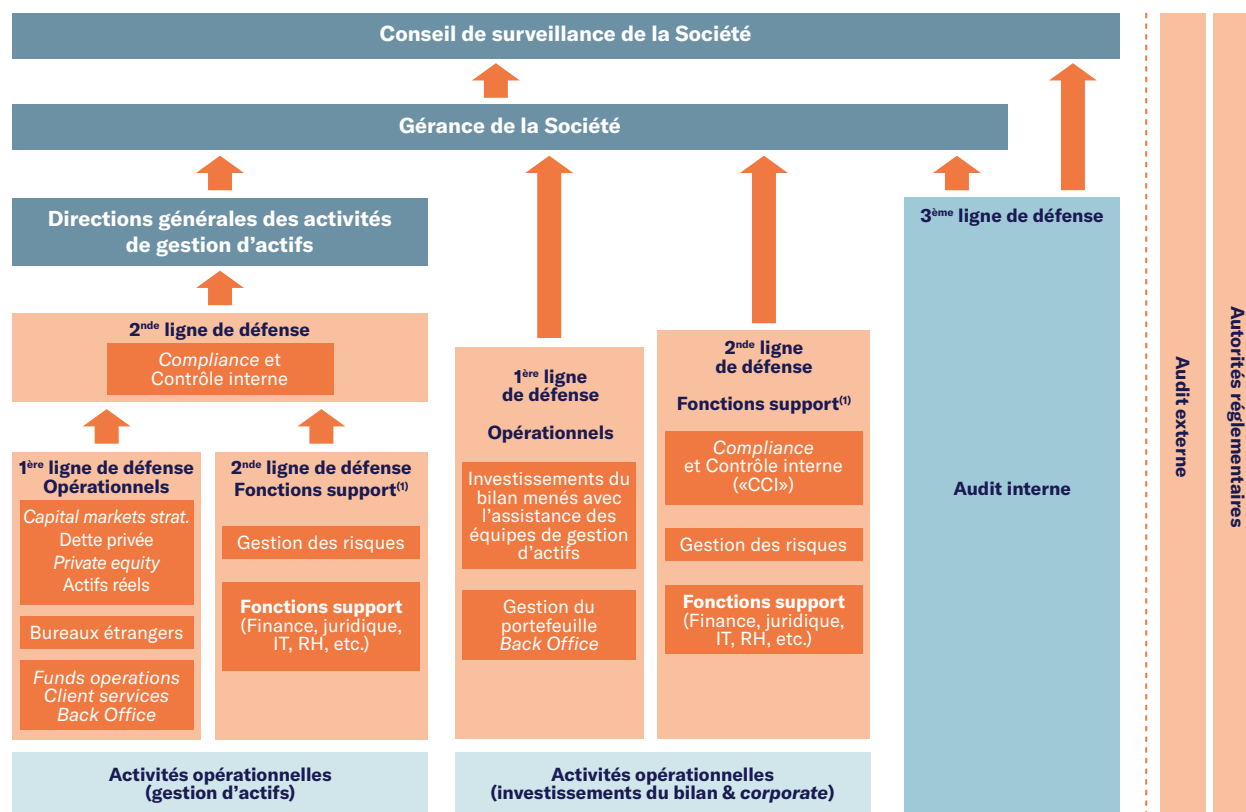 Conseil de surveillance de la Société
Gérance de la Société
Directions générales des activités
de gestion d’actifs
2nde ligne de défense
Compliance et
Contrôle interne
1ère ligne de défense
Opérationnels
Capital markets strat.
Dette privée
Private equity
Actifs réels
Bureaux étrangers
Funds operations
Client services
Back Office
2nde ligne de défense
Fonctions support(1)
Gestion des risques
Fonctions support
(Finance, juridique,
IT, RH, etc.)
Activités opérationnelles
(gestion d’actifs)
1ère ligne
de défense
Opérationnels
Investissements du
bilan menés avec
l’assistance des
équipes de gestion
d’actifs
Gestion du
portefeuille
Back Office
2nde ligne
de défense
Fonctions support(1)
Compliance
et Contrôle interne
(«CCI»)
Gestion des risques
Fonctions support
(Finance, juridique,
IT, RH, etc.)
Activités opérationnelles
(investissements du bilan & corporate)
3ème ligne de défense
Audit interne
Audit externe
Autorités réglementaires